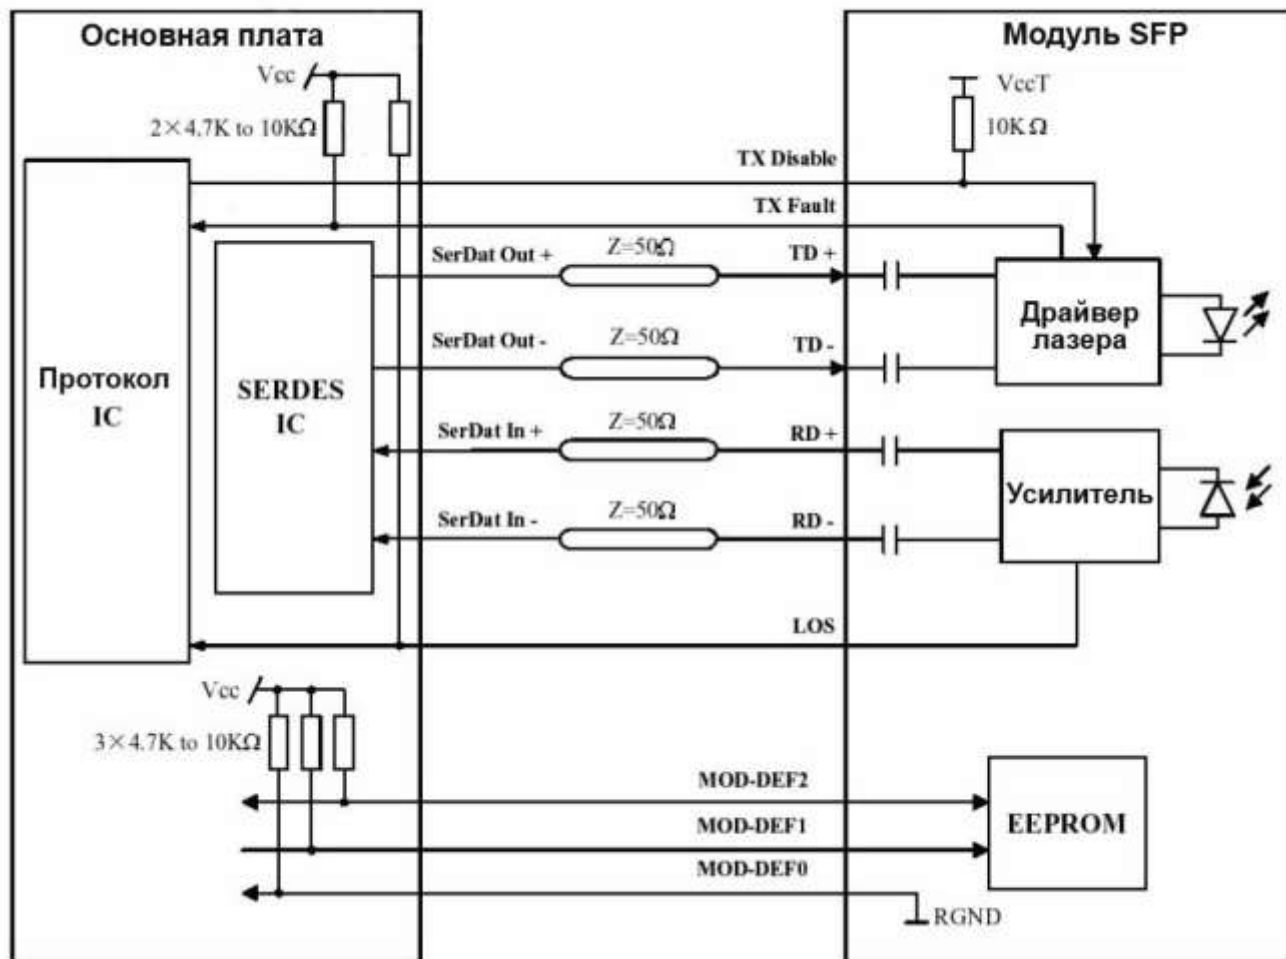 Основная плата
Модуль SFP
Vcc
VccT
2×4.7K to 10KΩ
10KΩ
TX Disable
TX Fault
SerDat Out +
Z=50Ω
TD +
SerDat Out -
Z=50Ω
TD -
Драйвер
лазера
Протокол
IC
SERDES
IC
SerDat In +
Z=50Ω
RD +
SerDat In -
Z=50Ω
RD -
Усилитель
LOS
Vcc
3×4.7K to 10KΩ
MOD-DEF2
MOD-DEF1
MOD-DEF0
EEPROM
RGND